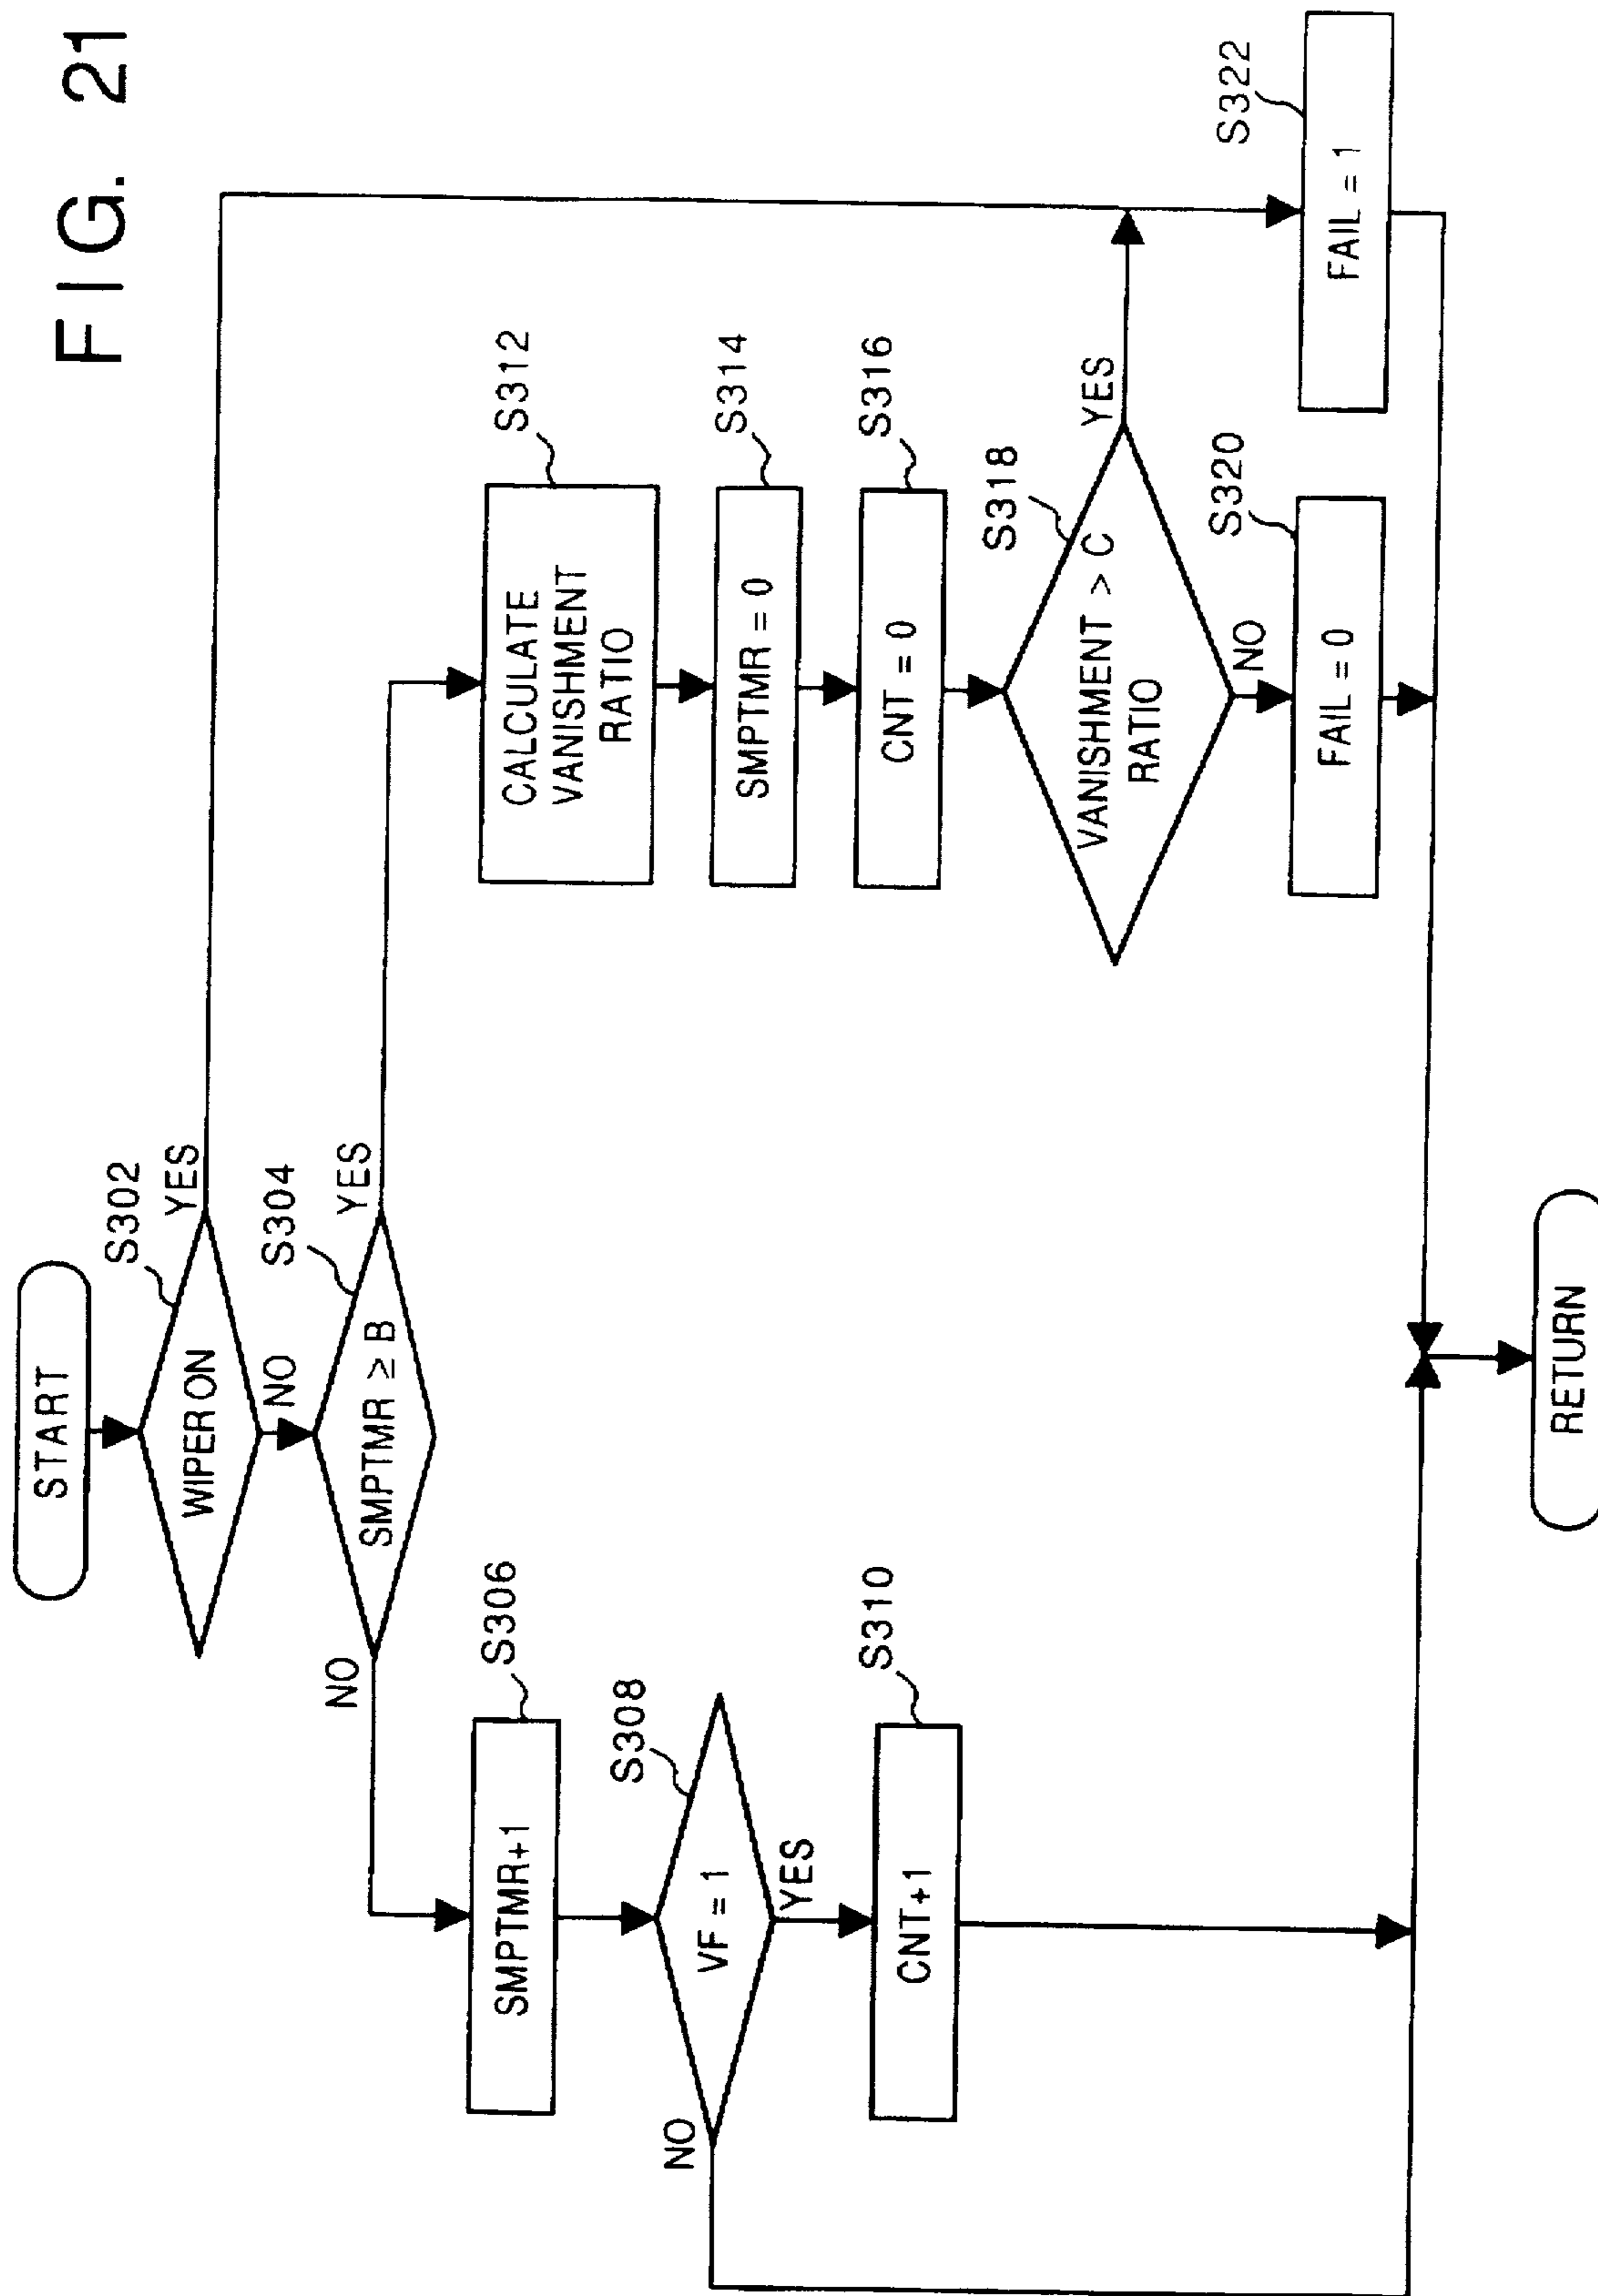 FIG. 21
START
S302
WIPER ON
YES
NO
S304
SMPTMR ≥ B
YES
NO
S306
SMPTMR+1
S308
VF = 1
NO
YES
S310
CNT+1
S312
CALCULATE
VANISHMENT
RATIO
S314
SMPTMR = 0
S316
CNT = 0
S318
VANISHMENT > C
RATIO
YES
NO
S320
FAIL = 0
S322
FAIL = 1
RETURN